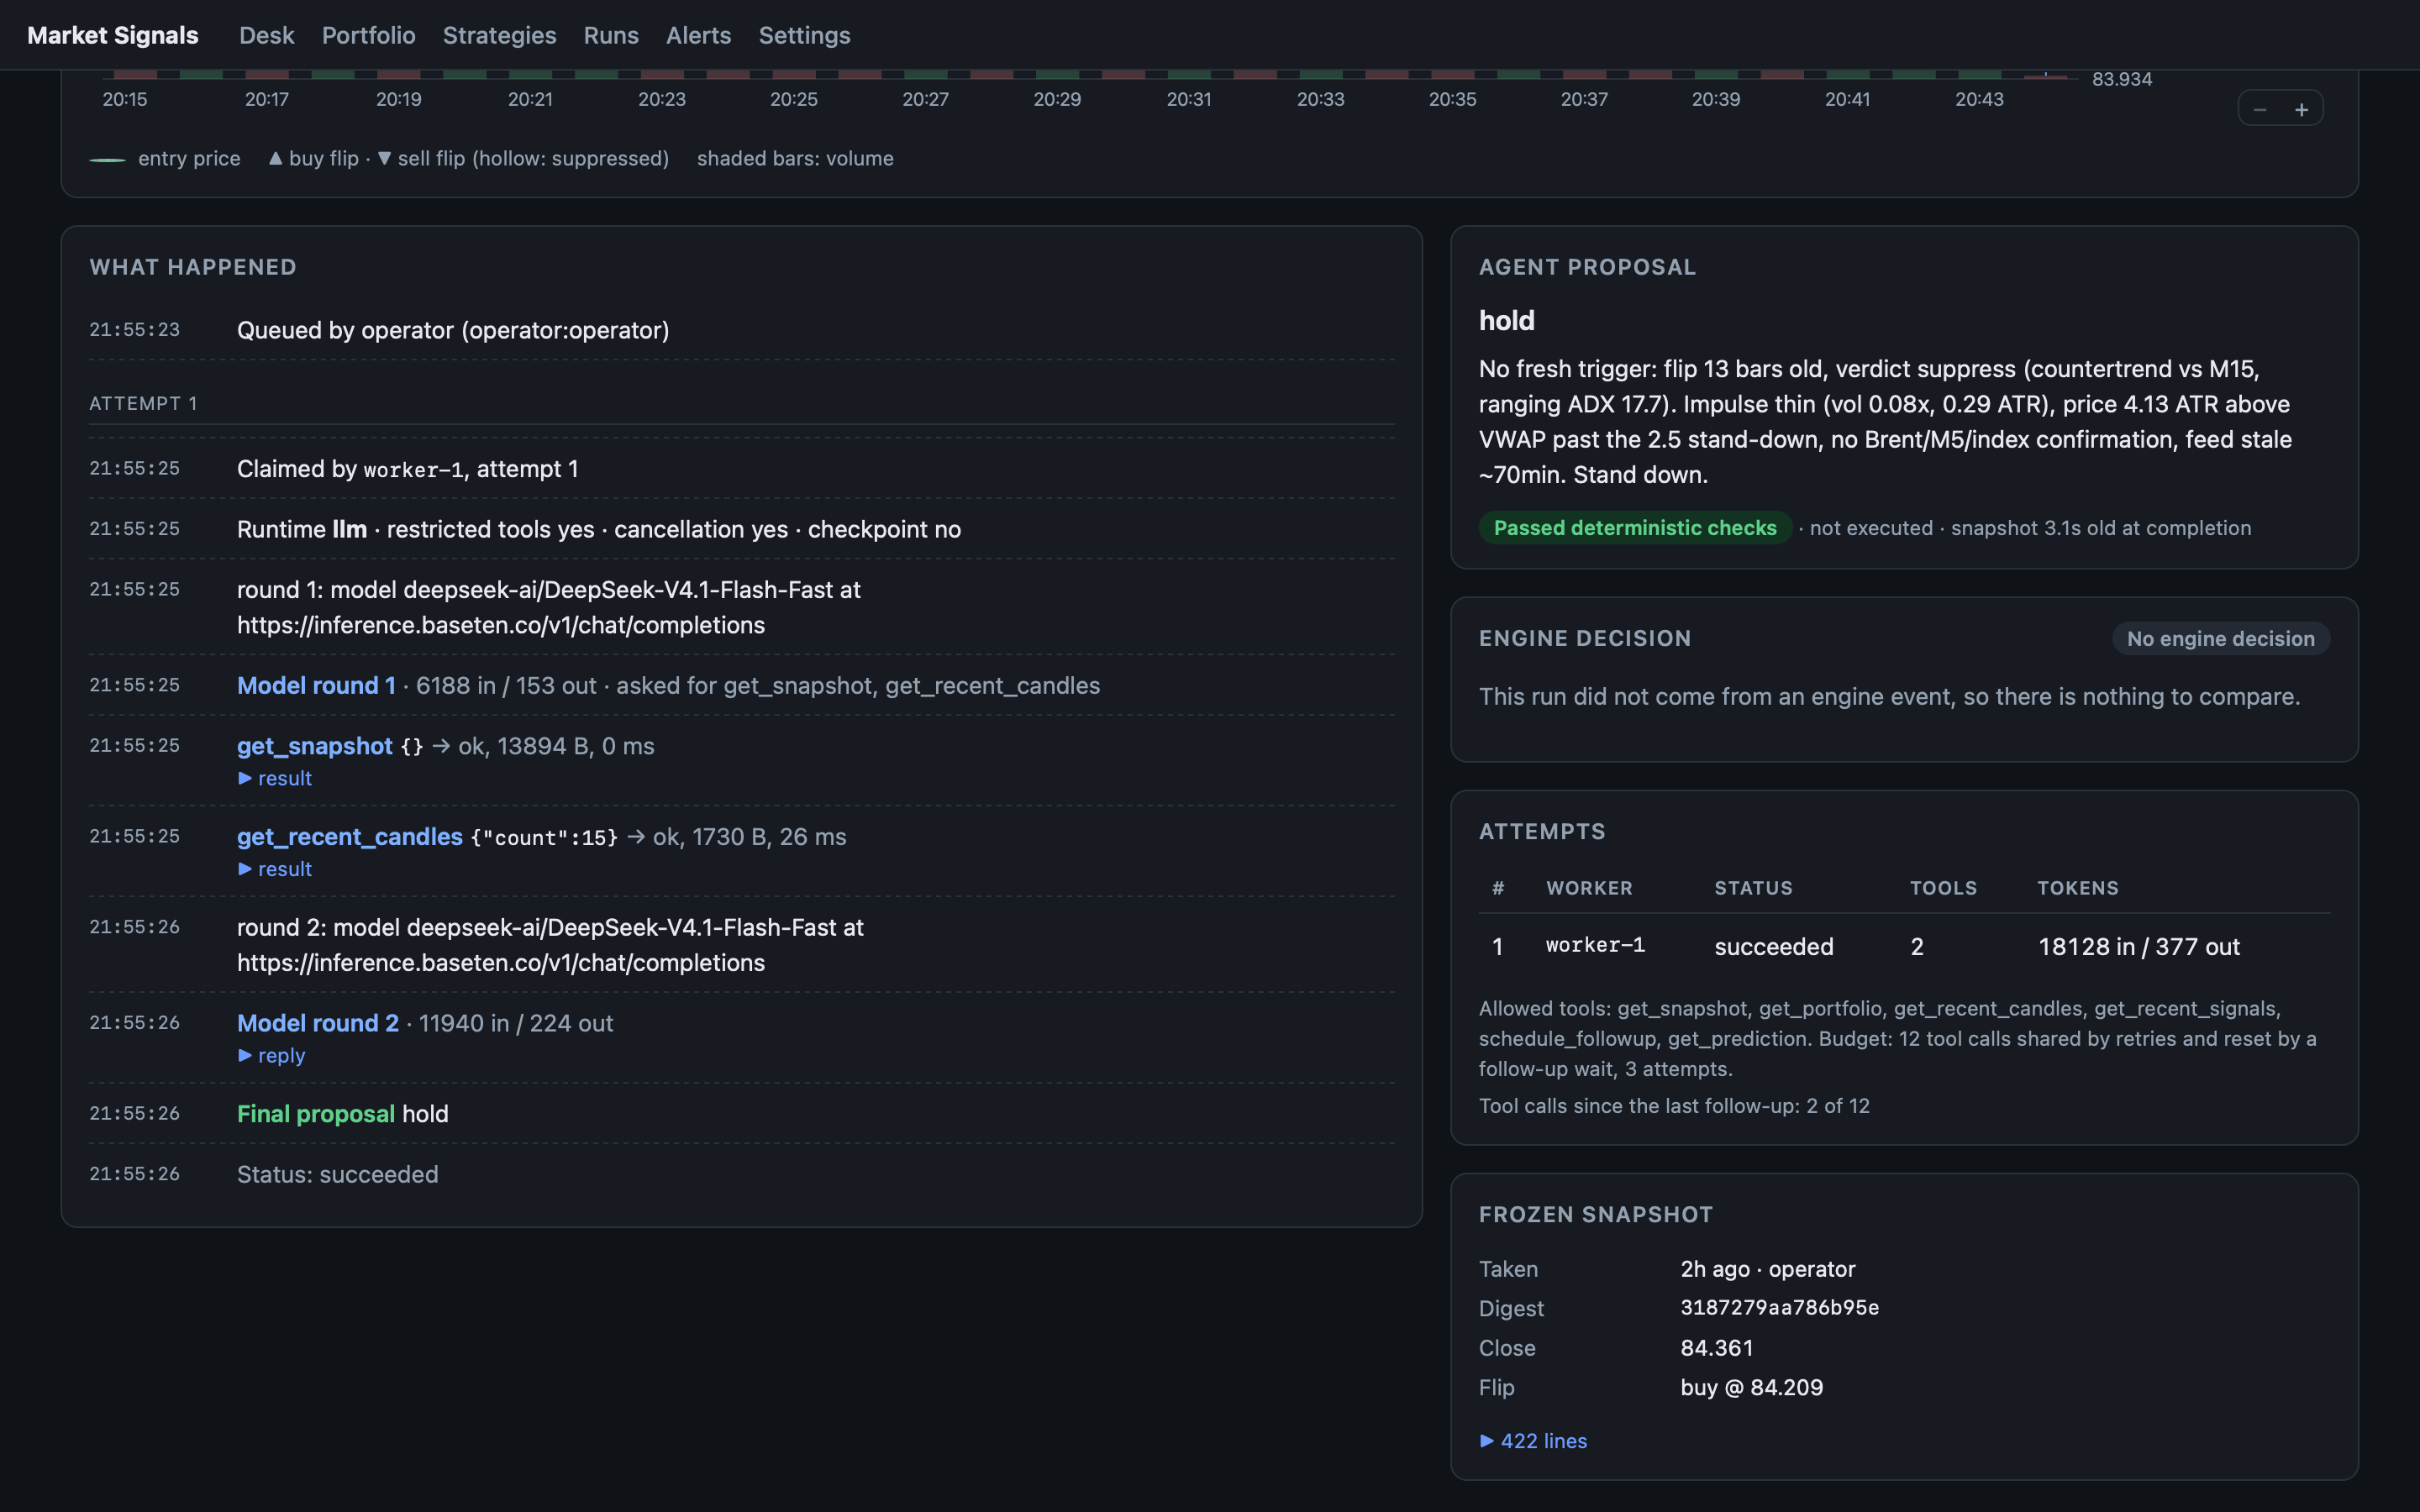 Market Signals Desk Portfolio Strategies Runs Alerts Settings
83.934
20:15 20:17 20:19 20:21 20:23 20:25 20:27 20:29 20:31 20:33 20:35 20:37 20:39 20:41 20:43
− +
entry price ▲ buy flip · ▼ sell flip (hollow: suppressed) shaded bars: volume
WHAT HAPPENED
21:55:23 Queued by operator (operator:operator)
ATTEMPT 1
21:55:25 Claimed by worker-1, attempt 1
21:55:25 Runtime llm · restricted tools yes · cancellation yes · checkpoint no
21:55:25 round 1: model deepseek-ai/DeepSeek-V4.1-Flash-Fast at
https://inference.baseten.co/v1/chat/completions
21:55:25 Model round 1 · 6188 in / 153 out · asked for get_snapshot, get_recent_candles
21:55:25 get_snapshot {} → ok, 13894 B, 0 ms
▶ result
21:55:25 get_recent_candles {"count":15} → ok, 1730 B, 26 ms
▶ result
21:55:26 round 2: model deepseek-ai/DeepSeek-V4.1-Flash-Fast at
https://inference.baseten.co/v1/chat/completions
21:55:26 Model round 2 · 11940 in / 224 out
▶ reply
21:55:26 Final proposal hold
21:55:26 Status: succeeded
AGENT PROPOSAL
hold
No fresh trigger: flip 13 bars old, verdict suppress (countertrend vs M15,
ranging ADX 17.7). Impulse thin (vol 0.08x, 0.29 ATR), price 4.13 ATR above
VWAP past the 2.5 stand-down, no Brent/M5/index confirmation, feed stale
~70min. Stand down.
Passed deterministic checks · not executed · snapshot 3.1s old at completion
ENGINE DECISION No engine decision
This run did not come from an engine event, so there is nothing to compare.
ATTEMPTS
# WORKER STATUS TOOLS TOKENS
1 worker-1 succeeded 2 18128 in / 377 out
Allowed tools: get_snapshot, get_portfolio, get_recent_candles, get_recent_signals,
schedule_followup, get_prediction. Budget: 12 tool calls shared by retries and reset by a
follow-up wait, 3 attempts.
Tool calls since the last follow-up: 2 of 12
FROZEN SNAPSHOT
Taken 2h ago · operator
Digest 3187279aa786b95e
Close 84.361
Flip buy @ 84.209
▶ 422 lines